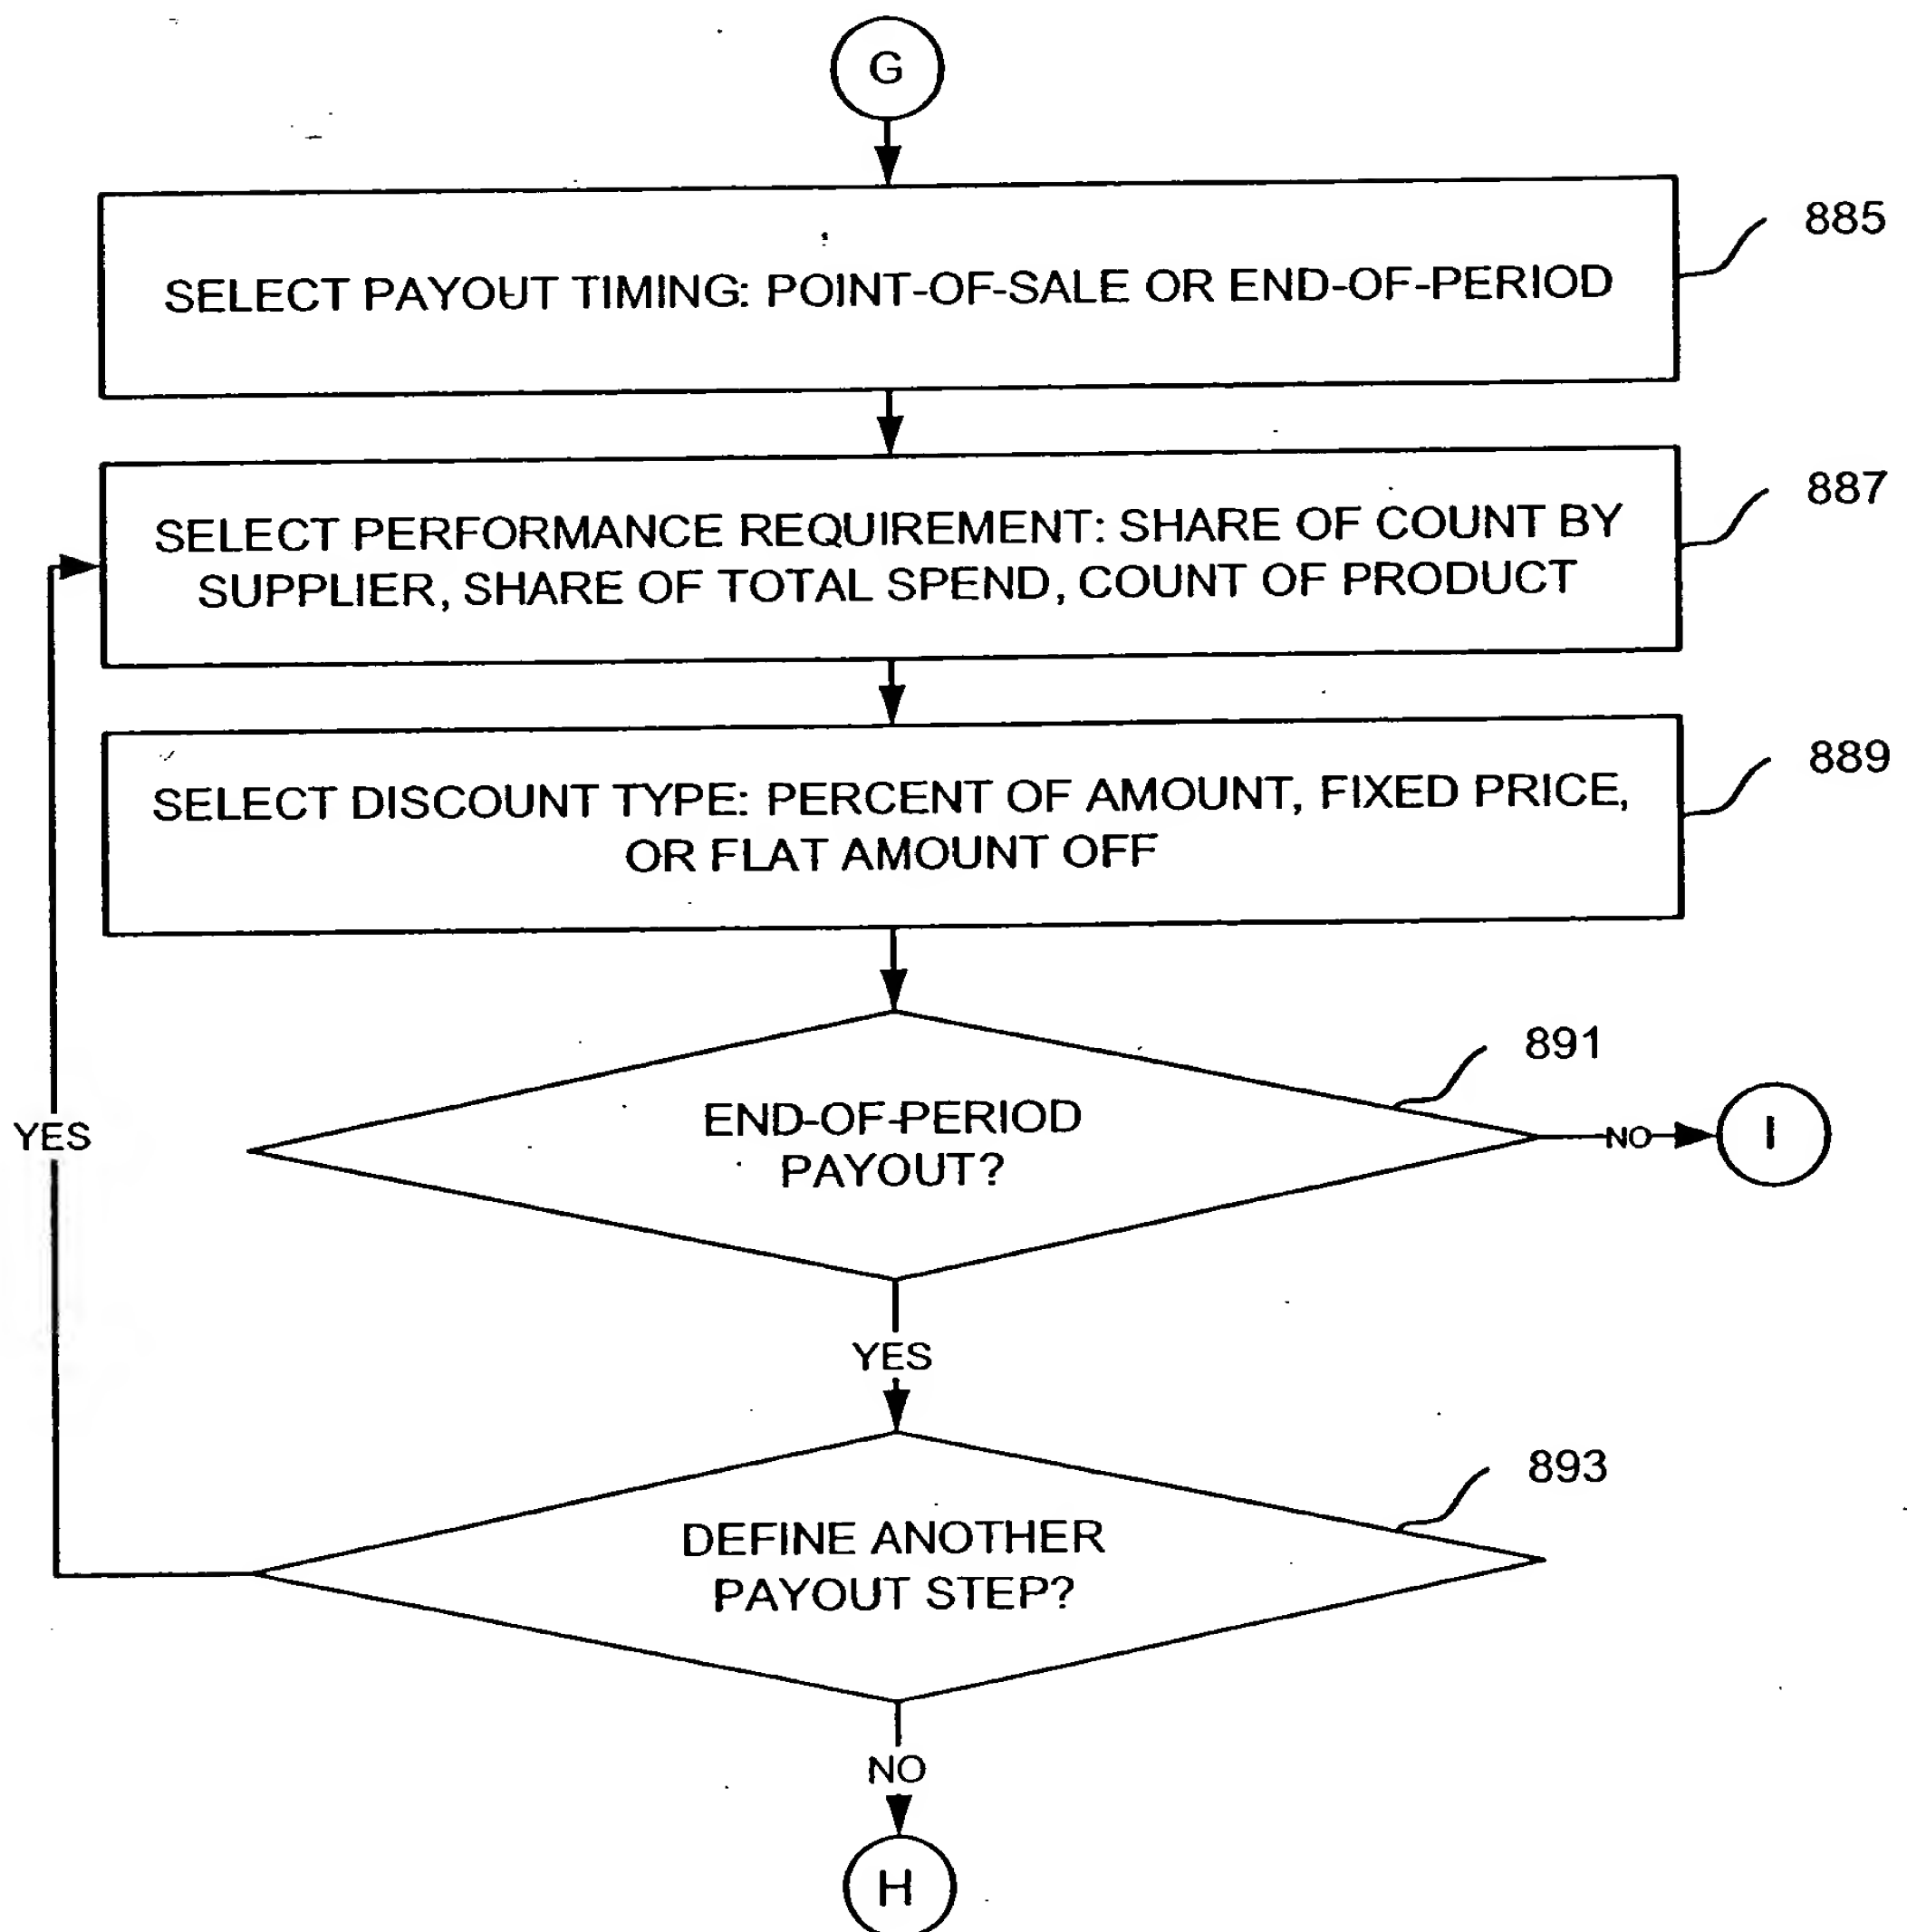 G
885
SELECT PAYOUT TIMING: POINT-OF-SALE OR END-OF-PERIOD
887
SELECT PERFORMANCE REQUIREMENT: SHARE OF COUNT BY
SUPPLIER, SHARE OF TOTAL SPEND, COUNT OF PRODUCT
889
SELECT DISCOUNT TYPE: PERCENT OF AMOUNT, FIXED PRICE,
OR FLAT AMOUNT OFF
891
END-OF-PERIOD
PAYOUT?
NO
I
YES
YES
893
DEFINE ANOTHER
PAYOUT STEP?
NO
H